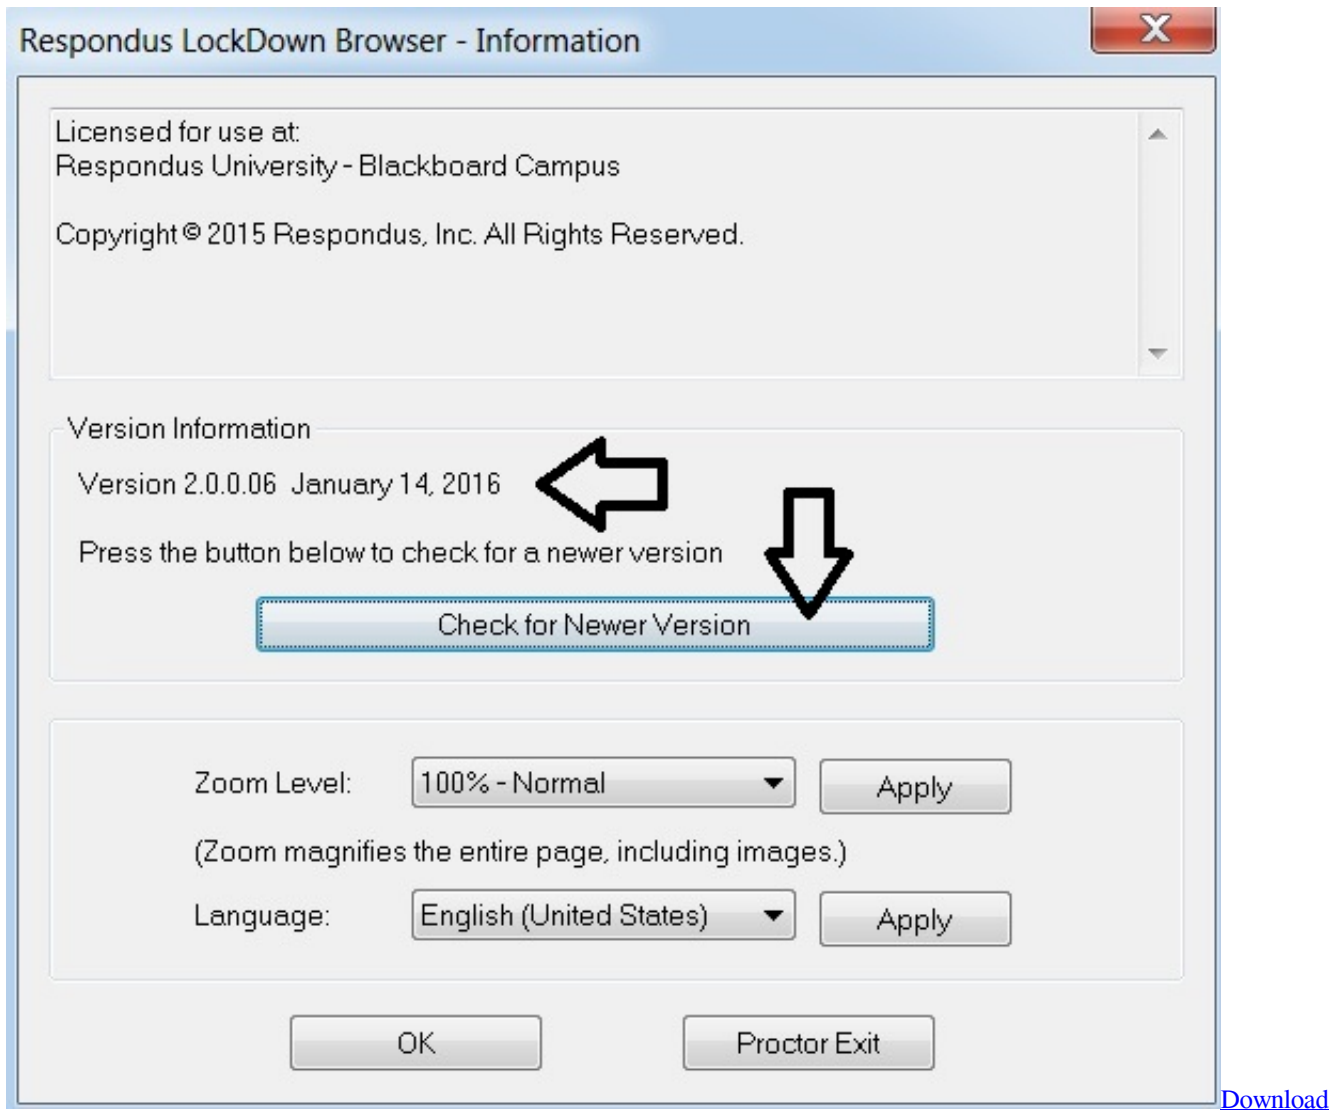 Respondus LockDown Browser - Information
X
Licensed for use at:
Respondus University - Blackboard Campus
Copyright © 2015 Respondus, Inc. All Rights Reserved.
Version Information
Version 2.0.0.06 January 14, 2016
Press the button below to check for a newer version
Check for Newer Version
Zoom Level: 100% - Normal Apply
(Zoom magnifies the entire page, including images.)
Language: English (United States) Apply
OK Proctor Exit
Download